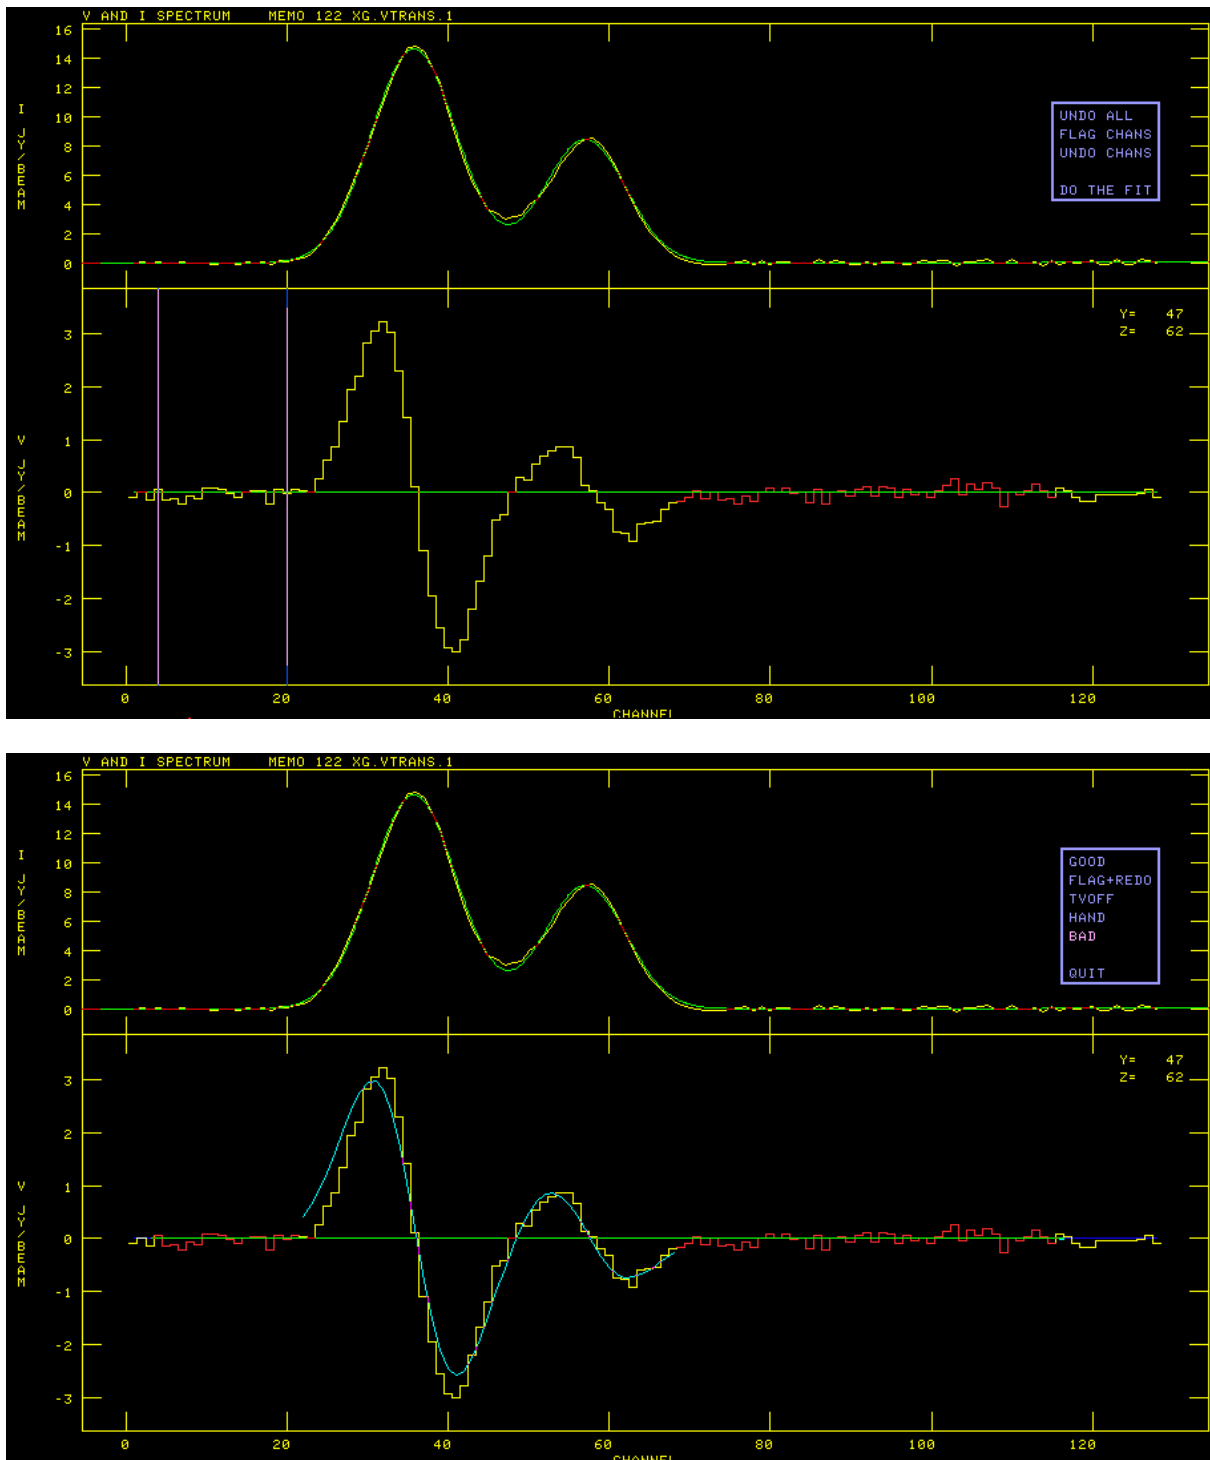 V AND I SPECTRUM MEMO 122 XG.VTRANS.1
16
14
12
10
8
6
4
2
0
I JY/BEAM
UNDO ALL
FLAG CHANS
UNDO CHANS
DO THE FIT
Y= 47
Z= 62
3
2
1
0
-1
-2
-3
V JY/BEAM
0 20 40 60 80 100 120
CHANNEL
V AND I SPECTRUM MEMO 122 XG.VTRANS.1
16
14
12
10
8
6
4
2
0
I JY/BEAM
GOOD
FLAG+REDO
TVOFF
HAND
BAD
QUIT
Y= 47
Z= 62
3
2
1
0
-1
-2
-3
V JY/BEAM
0 20 40 60 80 100 120
CHANNEL